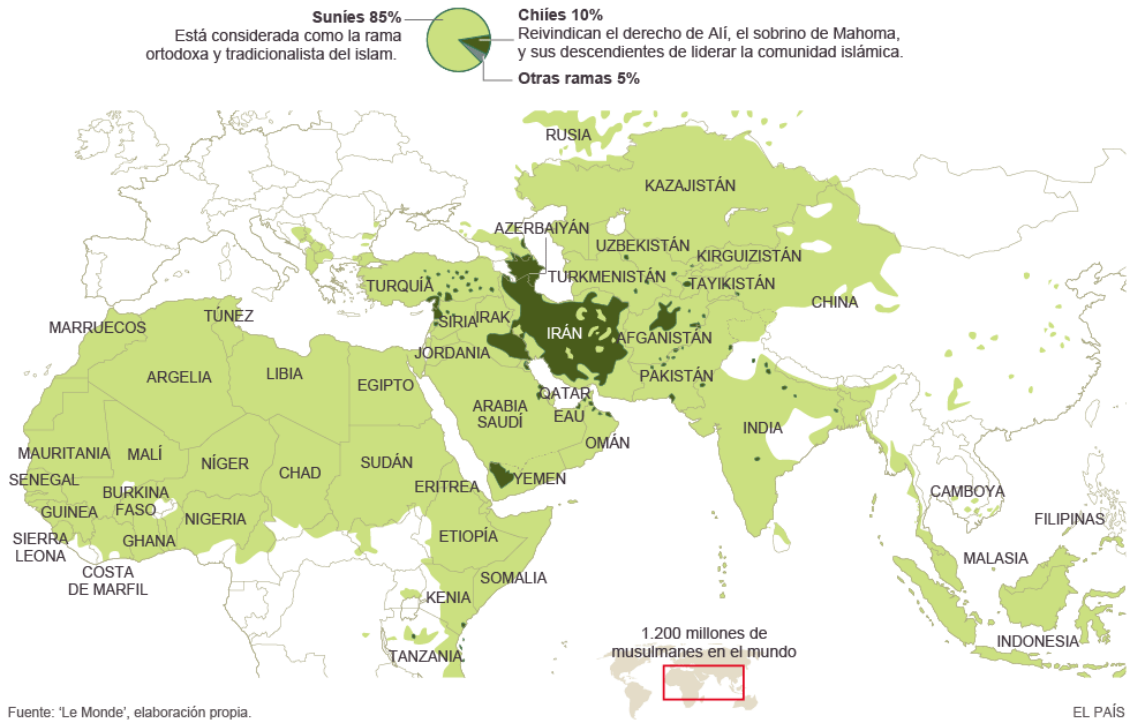 Suníes 85%
Está considerada como la rama
ortodoxa y tradicionalista del islam.
Chiíes 10%
Reivindican el derecho de Alí, el sobrino de Mahoma,
y sus descendientes de liderar la comunidad islámica.
Otras ramas 5%
RUSIA
KAZAJISTÁN
AZERBAIYÁN
UZBEKISTÁN
KIRGUIZISTÁN
TURQUÍA
TURKMENISTÁN
TAYIKISTÁN
CHINA
MARRUECOS
TÚNEZ
SIRIA
IRAK
IRÁN
AFGANISTÁN
JORDANIA
ARGELIA
LIBIA
EGIPTO
PAKISTÁN
QATAR
ARABIA
SAUDÍ
EAU
OMÁN
INDIA
MAURITANIA
MALÍ
NÍGER
CHAD
SUDÁN
ERITREA
YEMEN
SENEGAL
BURKINA
FASO
GUINEA
NIGERIA
CAMBOYA
FILIPINAS
SIERRA
LEONA
GHANA
ETIOPÍA
COSTA
DE MARFIL
SOMALIA
MALASIA
KENIA
TANZANIA
INDONESIA
1.200 millones de
musulmanes en el mundo
Fuente: 'Le Monde', elaboración propia.
EL PAÍS